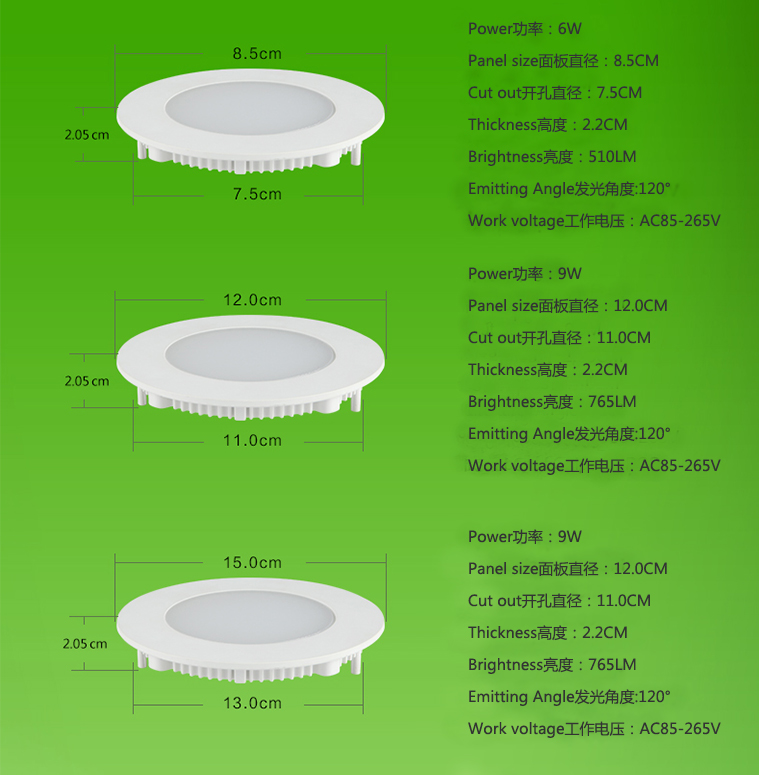 8.5cm
2.05cm
7.5cm
Power功率：6W
Panel size面板直径：8.5CM
Cut out开孔直径：7.5CM
Thickness高度：2.2CM
Brightness亮度：510LM
Emitting Angle发光角度:120°
Work voltage工作电压：AC85-265V
12.0cm
2.05cm
11.0cm
Power功率：9W
Panel size面板直径：12.0CM
Cut out开孔直径：11.0CM
Thickness高度：2.2CM
Brightness亮度：765LM
Emitting Angle发光角度:120°
Work voltage工作电压：AC85-265V
15.0cm
2.05cm
13.0cm
Power功率：9W
Panel size面板直径：12.0CM
Cut out开孔直径：11.0CM
Thickness高度：2.2CM
Brightness亮度：765LM
Emitting Angle发光角度:120°
Work voltage工作电压：AC85-265V